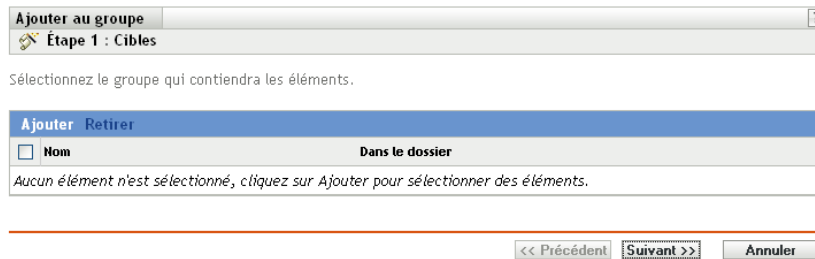 Ajouter au groupe
Étape 1 : Cibles
Sélectionnez le groupe qui contiendra les éléments.
Ajouter Retirer
Nom Dans le dossier
Aucun élément n'est sélectionné, cliquez sur Ajouter pour sélectionner des éléments.
<< Précédent Suivant >> Annuler